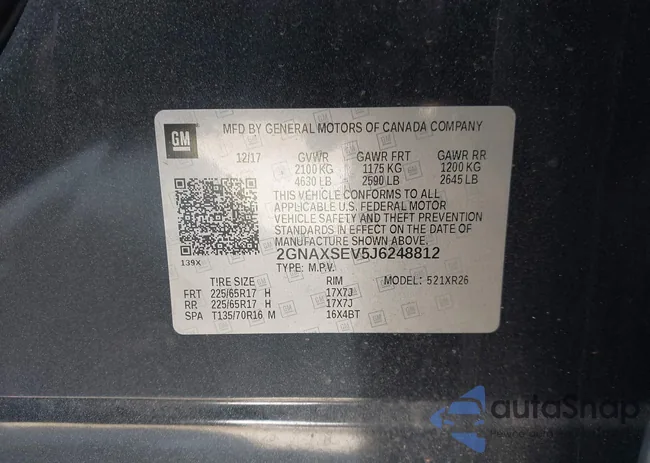 GM
MFD BY GENERAL MOTORS OF CANADA COMPANY
12/17 GVWR GAWR FRT GAWR RR
2100 KG 1175 KG 1200 KG
4630 LB 2590 LB 2645 LB
THIS VEHICLE CONFORMS TO ALL
APPLICABLE U.S. FEDERAL MOTOR
VEHICLE SAFETY AND THEFT PREVENTION
STANDARDS IN EFFECT ON THE DATE OF
MANUFACTURE SHOWN ABOVE.
139X
2GNAXSEV5J6248812
TYPE: M.P.V. MODEL: 521XR26
TIRE SIZE RIM
FRT 225/65R17 H 17X7J
RR 225/65R17 H 17X7J
SPA T135/70R16 M 16X4BT
autoSnap